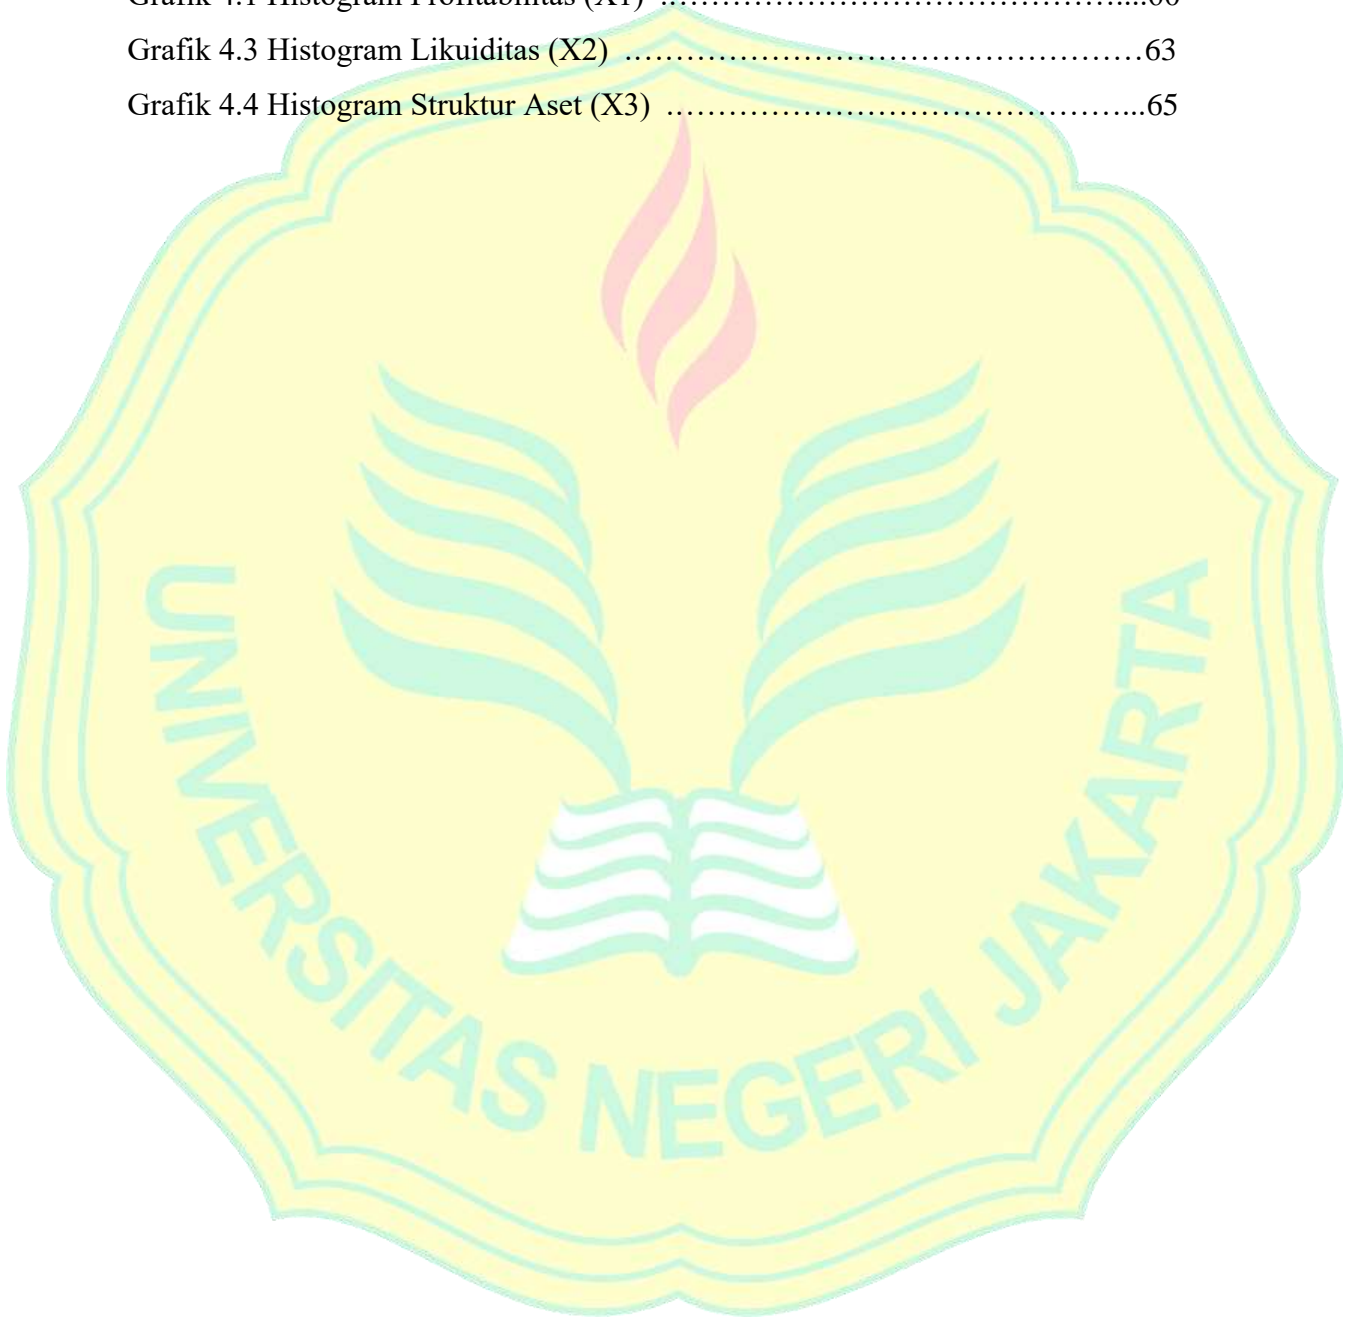 Grafik 4.3 Histogram Likuiditas (X2) ……………………………………………63
Grafik 4.4 Histogram Struktur Aset (X3) ………………………………………...65
UNIVERSITAS NEGERI JAKARTA